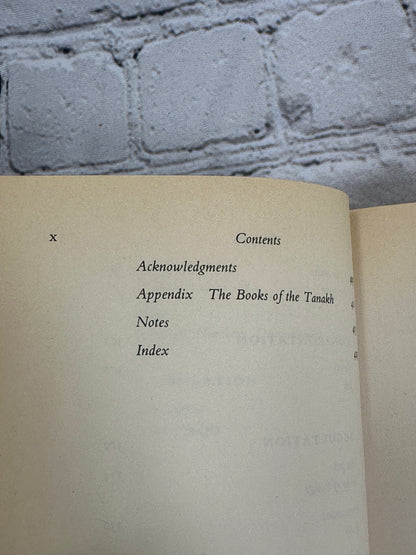 x Contents
Acknowledgments
Appendix The Books of the Tanakh
Notes
Index